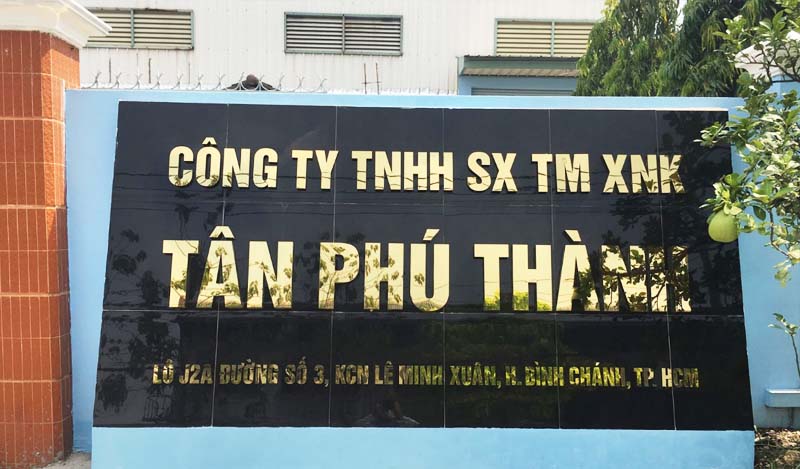 CÔNG TY TNHH SX TM XNK
TÂN PHÚ THÀNH
LÔ J2A ĐƯỜNG SỐ 3, KCN LÊ MINH XUÂN, H. BÌNH CHÁNH, TP. HCM